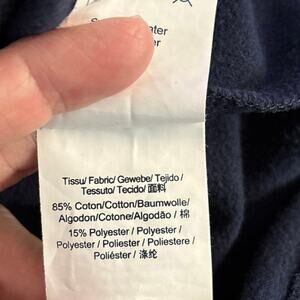 Tissu/ Fabric/ Gewebe/ Tejido /
Tessuto/ Tecido/ 面料
85% Coton/Cotton/Baumwolle/
Algodon/Cotone/Algodão / 棉
15% Polyester / Polyester /
Polyester / Poliester / Poliestere /
Poliéster / 涤纶